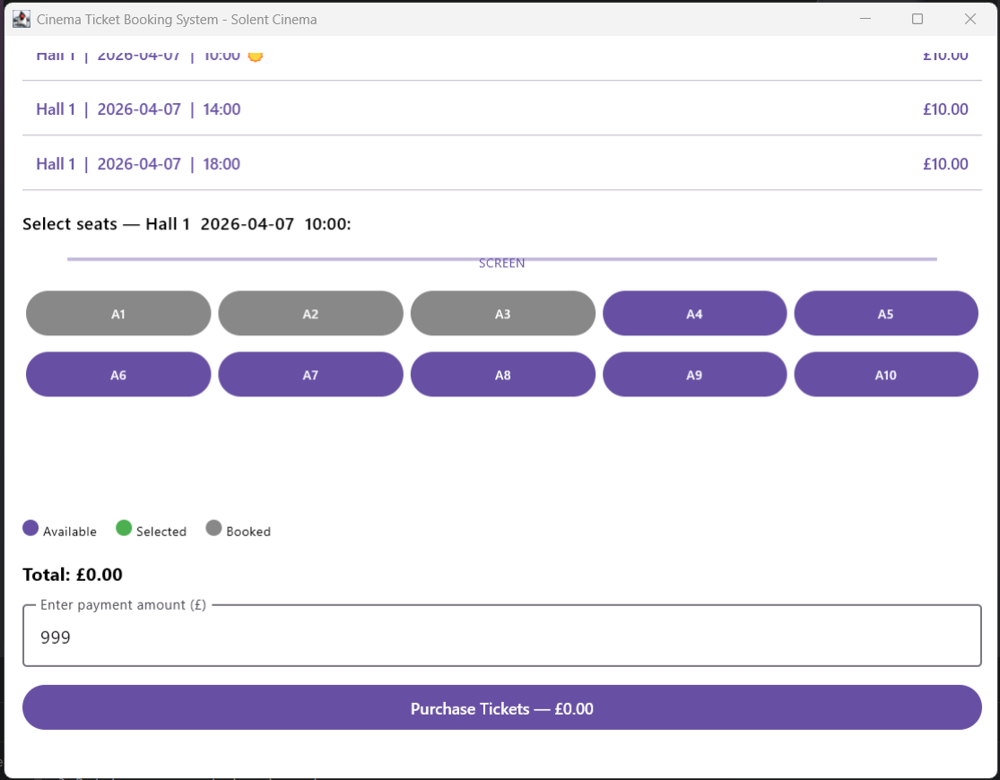 Cinema Ticket Booking System - Solent Cinema
Hall 1 | 2026-04-07 | 10:00 £10.00
Hall 1 | 2026-04-07 | 14:00 £10.00
Hall 1 | 2026-04-07 | 18:00 £10.00
Select seats — Hall 1 2026-04-07 10:00:
SCREEN
A1 A2 A3 A4 A5
A6 A7 A8 A9 A10
Available Selected Booked
Total: £0.00
Enter payment amount (£)
999
Purchase Tickets — £0.00